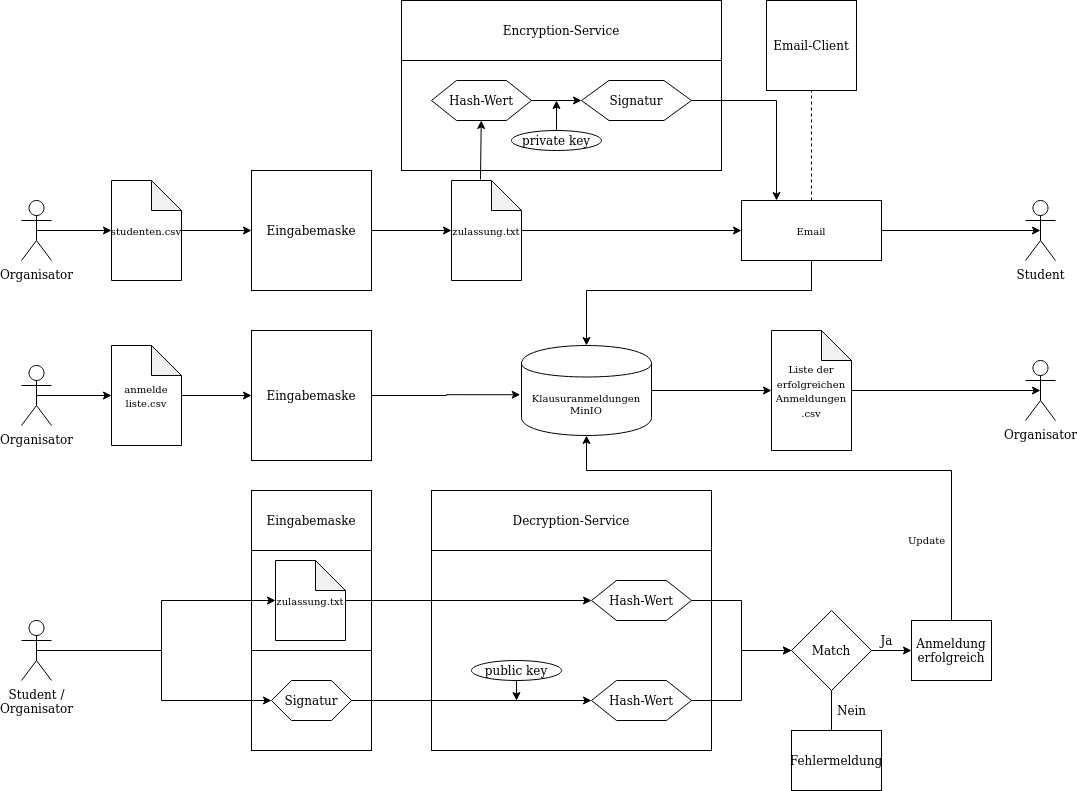 Encryption-Service
Email-Client
Hash-Wert
Signatur
private key
studenten.csv
Eingabemaske
zulassung.txt
Email
Organisator
Student
anmelde
liste.csv
Eingabemaske
Klausuranmeldungen
MinIO
Liste der
erfolgreichen
Anmeldungen
.csv
Organisator
Organisator
Eingabemaske
Decryption-Service
Update
zulassung.txt
Hash-Wert
Student /
Organisator
Signatur
public key
Hash-Wert
Match
Ja
Anmeldung
erfolgreich
Nein
Fehlermeldung